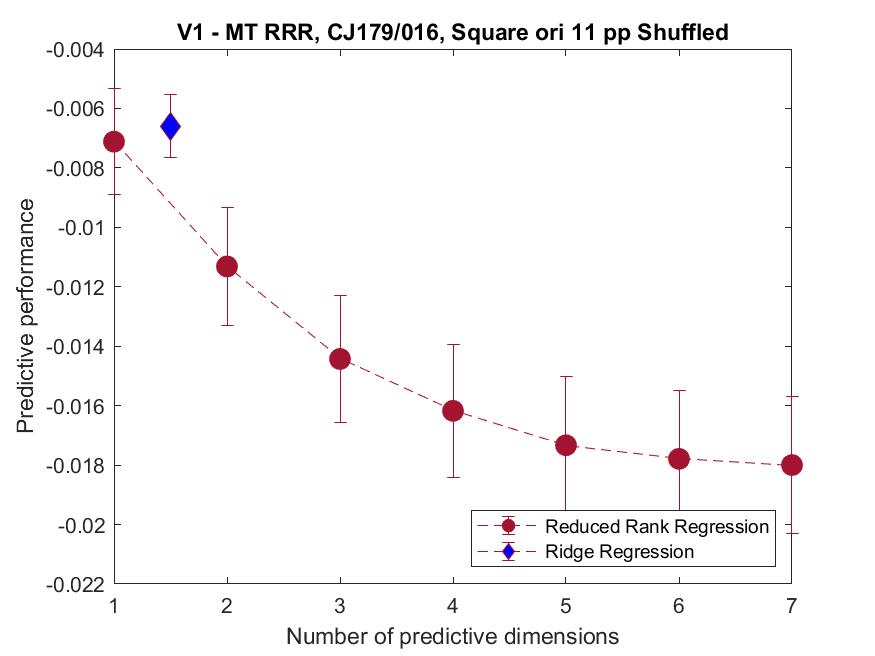 V1 - MT RRR, CJ179/016, Square ori 11 pp Shuffled
-0.004
-0.006
-0.008
-0.01
-0.012
-0.014
-0.016
-0.018
-0.02
-0.022
Predictive performance
Reduced Rank Regression
Ridge Regression
1 2 3 4 5 6 7
Number of predictive dimensions